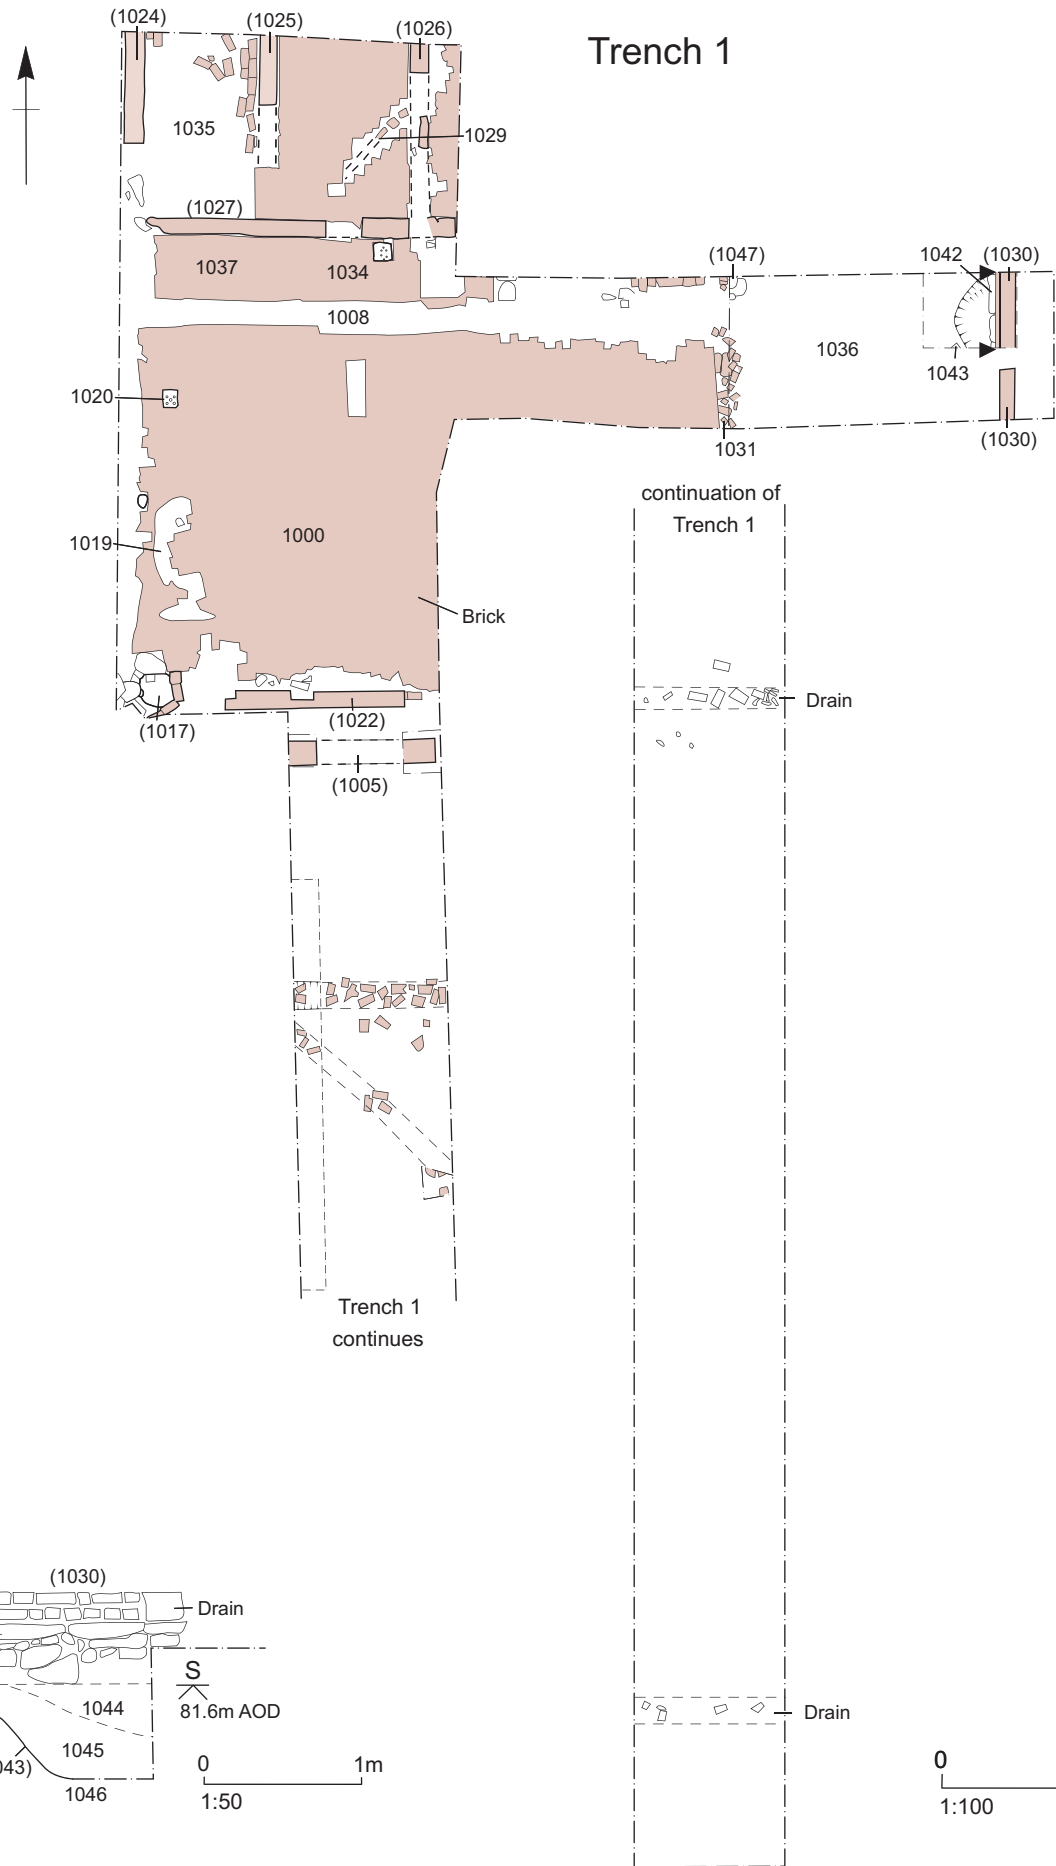 Trench 1
(1024)
(1025)
(1026)
1035
1029
(1027)
1037
1034
1008
(1047)
1042
(1030)
1036
1043
1020
(1030)
1031
continuation of
Trench 1
1019
1000
Brick
(1017)
(1022)
Drain
(1005)
Trench 1
continues
(1030)
Drain
S
81.6m AOD
1044
1045
043)
1046
0 1m
1:50
Drain
0
1:100